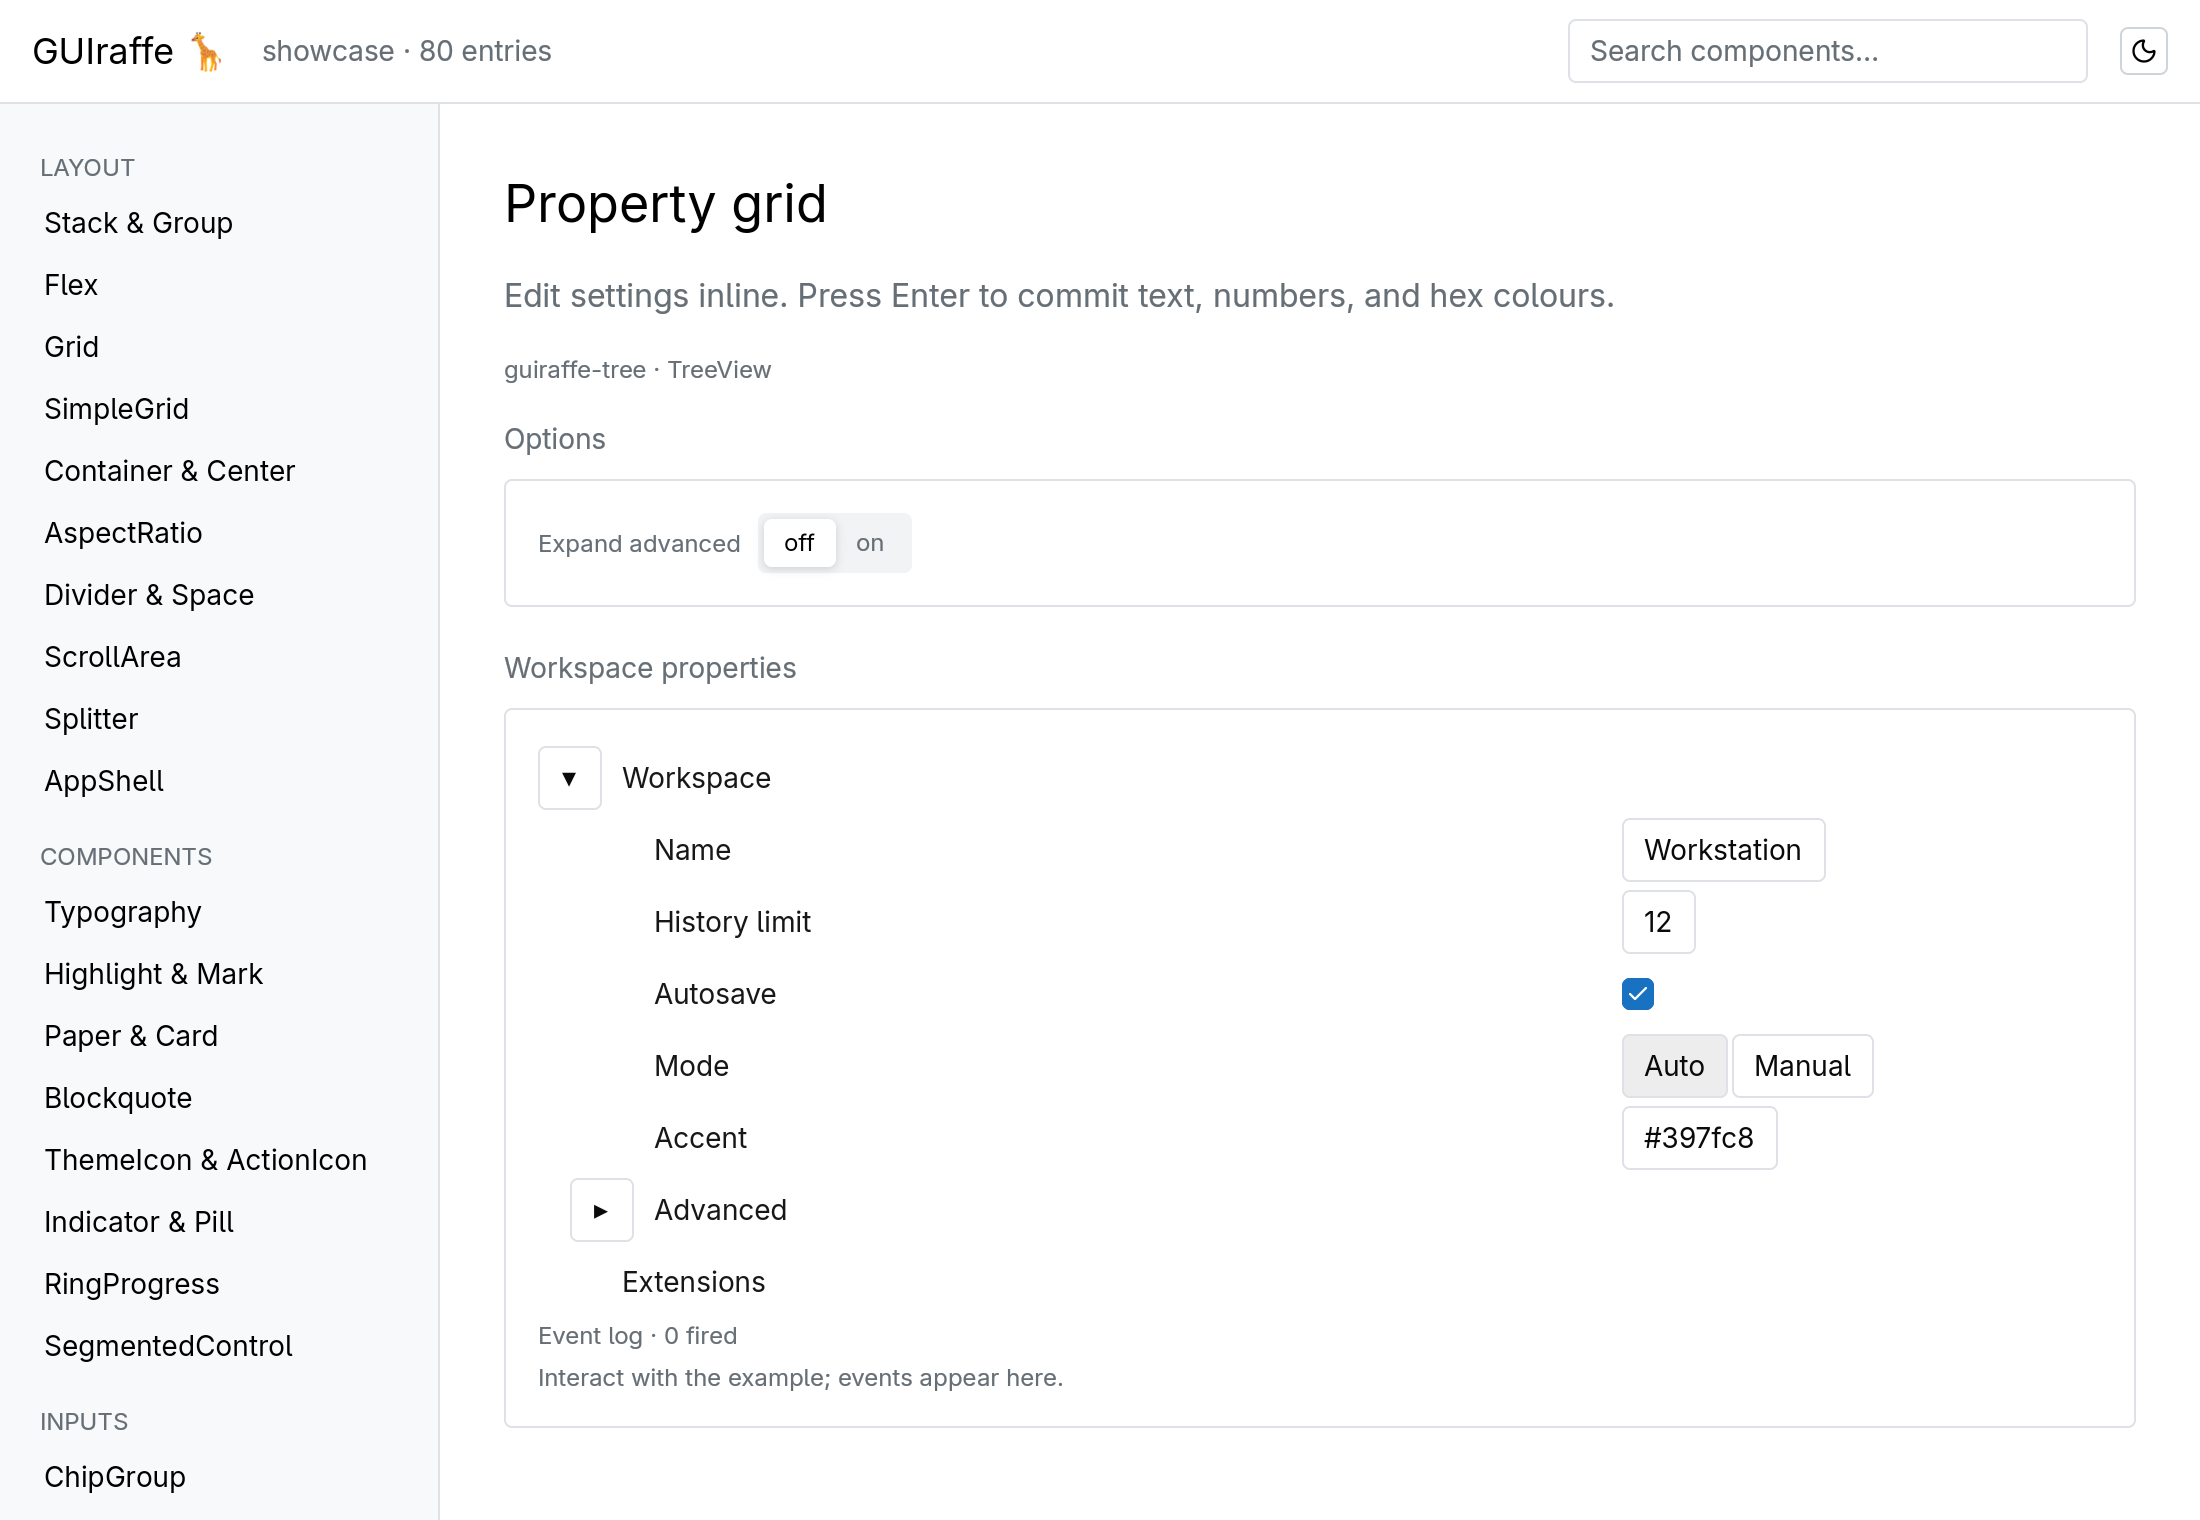 GUIraffe 🦒 showcase · 80 entries Search components...
LAYOUT
Stack & Group
Flex
Grid
SimpleGrid
Container & Center
AspectRatio
Divider & Space
ScrollArea
Splitter
AppShell
COMPONENTS
Typography
Highlight & Mark
Paper & Card
Blockquote
ThemeIcon & ActionIcon
Indicator & Pill
RingProgress
SegmentedControl
INPUTS
ChipGroup
Property grid
Edit settings inline. Press Enter to commit text, numbers, and hex colours.
guiraffe-tree · TreeView
Options
Expand advanced off on
Workspace properties
▼ Workspace
Name Workstation
History limit 12
Autosave
Mode Auto Manual
Accent #397fc8
▶ Advanced
Extensions
Event log · 0 fired
Interact with the example; events appear here.